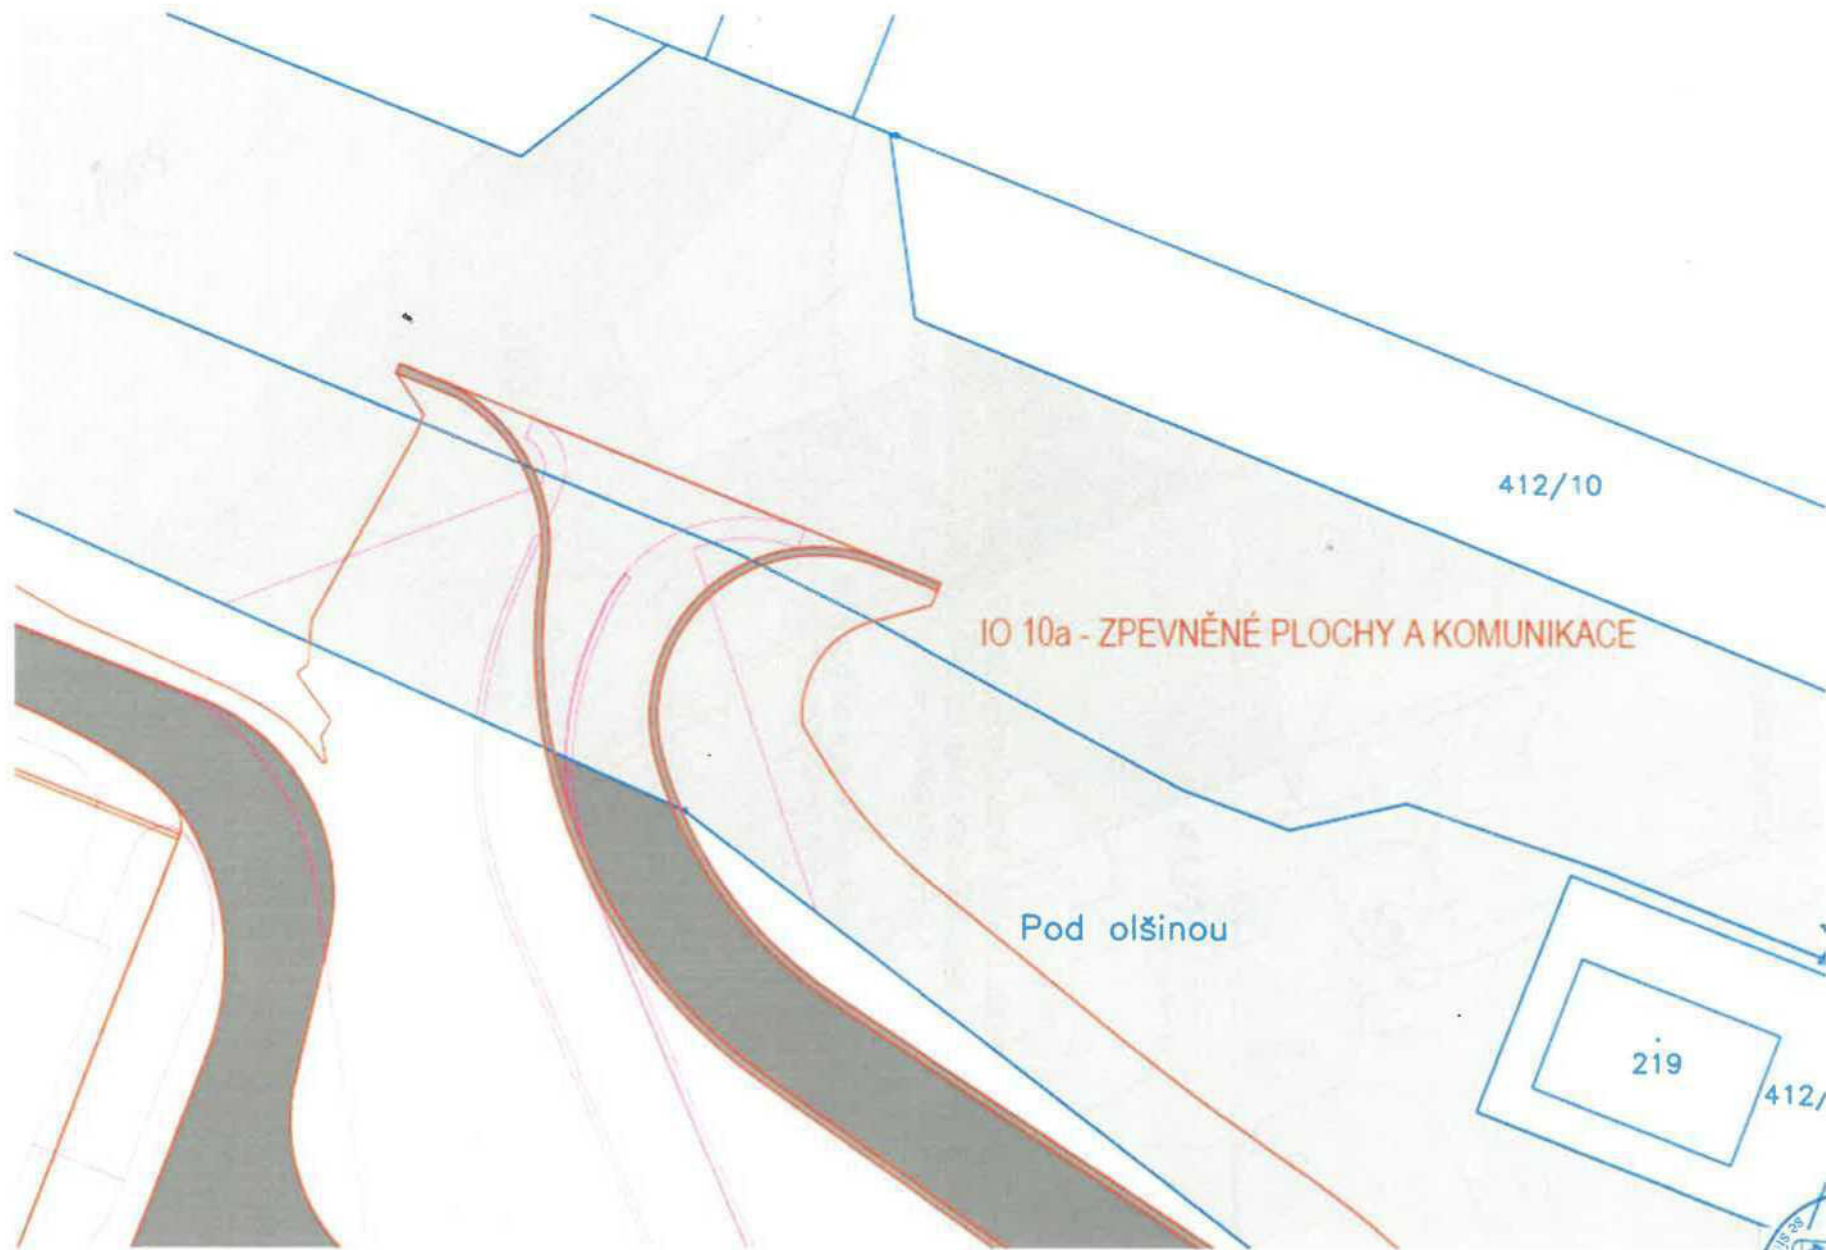 412/10
IO 10a - ZPEVNĚNÉ PLOCHY A KOMUNIKACE
Pod olšinou
219
412/